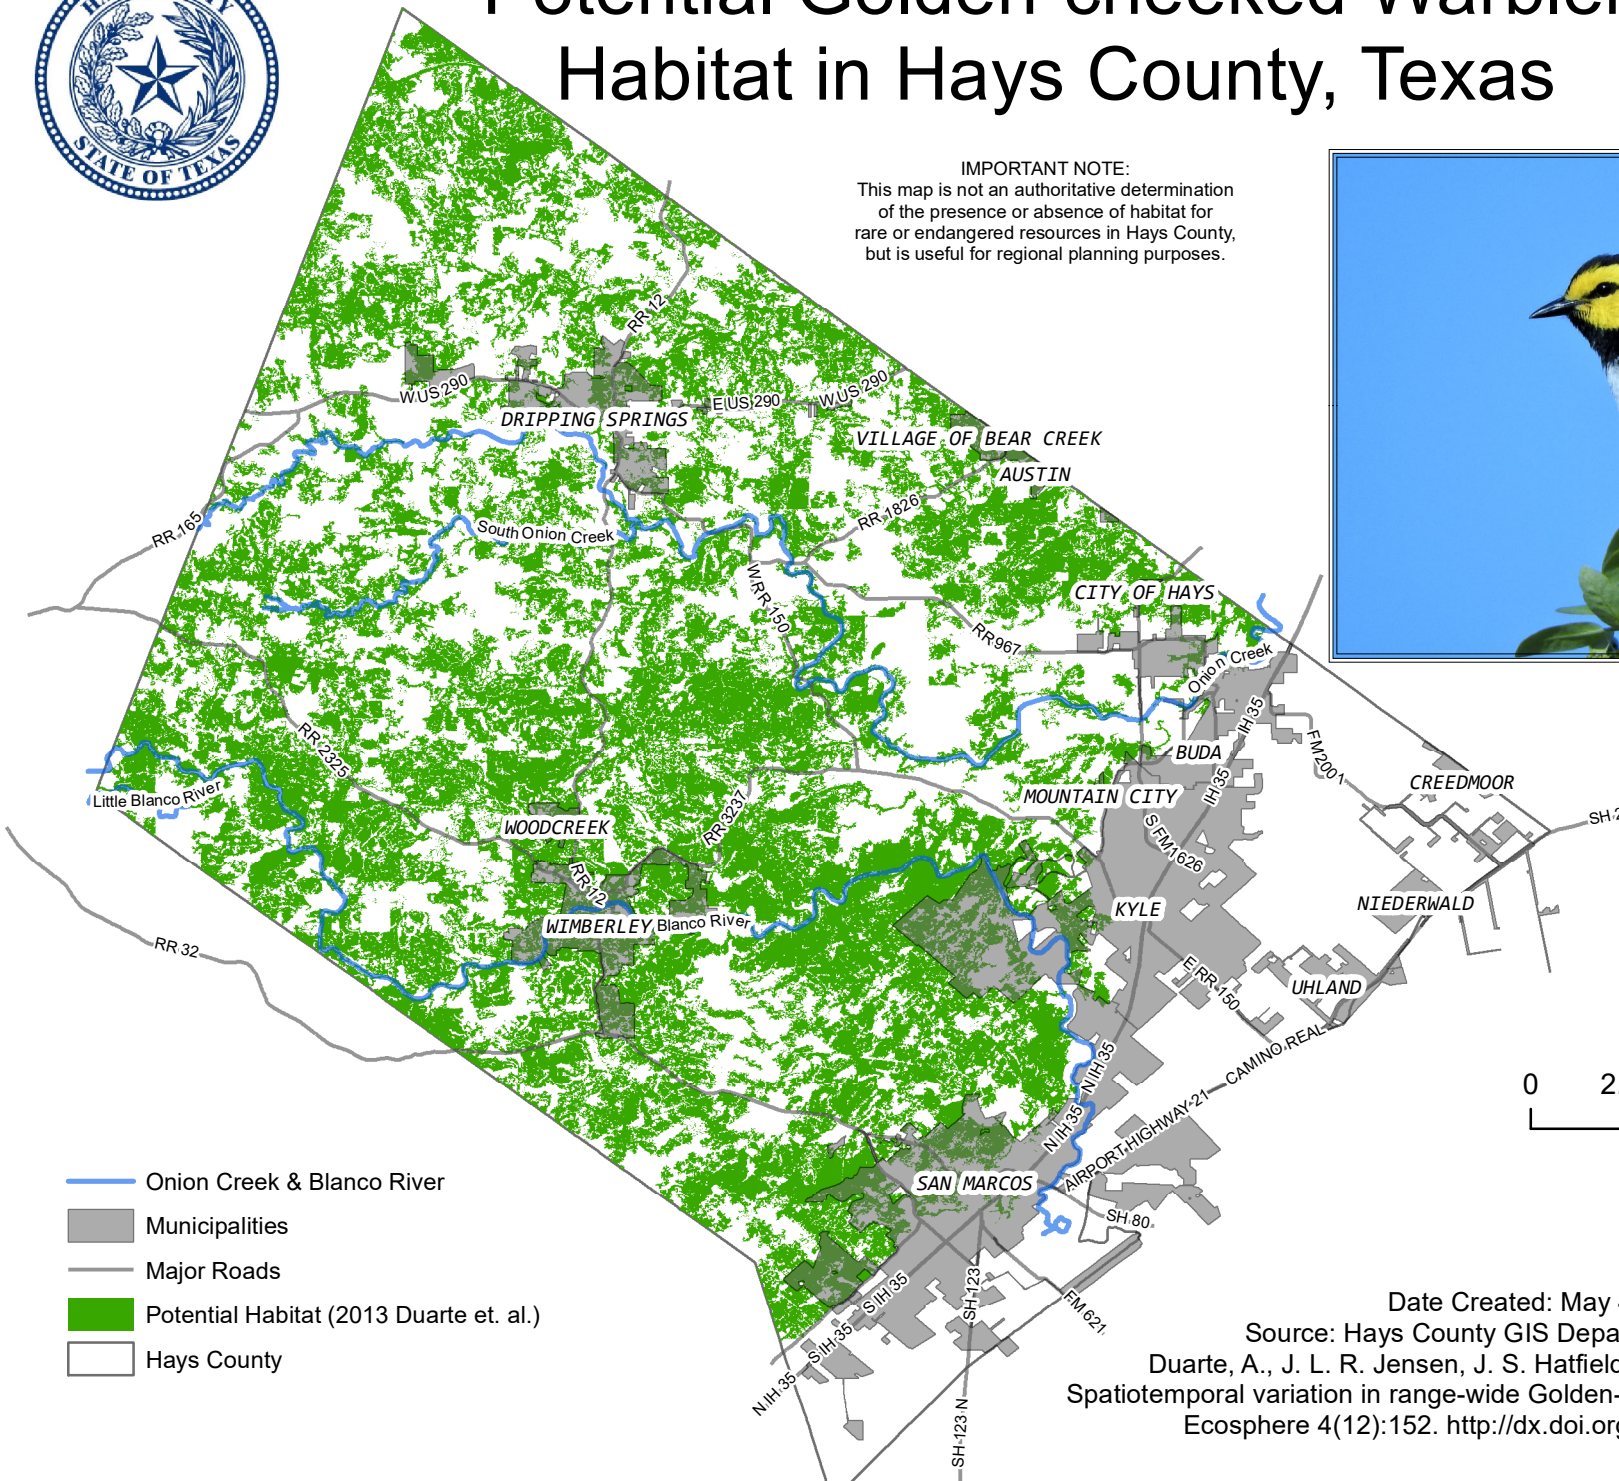 STATE OF TEXAS
Potential Golden-cheeked Warbler
Habitat in Hays County, Texas
IMPORTANT NOTE:
This map is not an authoritative determination
of the presence or absence of habitat for
rare or endangered resources in Hays County,
but is useful for regional planning purposes.
RR 12
W US 290
E US 290
W US 290
DRIPPING SPRINGS
VILLAGE OF BEAR CREEK
AUSTIN
RR 1826
RR 165
South Onion Creek
W RR 150
CITY OF HAYS
RR 967
Onion Creek
IH 35
RR 2325
BUDA
FM 2001
IH 35
CREEDMOOR
Little Blanco River
MOUNTAIN CITY
RR 3237
SH 2
WOODCREEK
S FM 1626
RR 12
KYLE
NIEDERWALD
WIMBERLEY
Blanco River
RR 32
E RR 150
UHLAND
CAMINO REAL
N IH 35
N IH 35
AIRPORT HIGHWAY 21
SAN MARCOS
SH 80
S IH 35
SH 123
FM 621
S IH 35
N IH 35
SH 123 N
0 2
Onion Creek & Blanco River
Municipalities
Major Roads
Potential Habitat (2013 Duarte et. al.)
Hays County
Date Created: May
Source: Hays County GIS Depa
Duarte, A., J. L. R. Jensen, J. S. Hatfield
Spatiotemporal variation in range-wide Golden-
Ecosphere 4(12):152. http://dx.doi.org